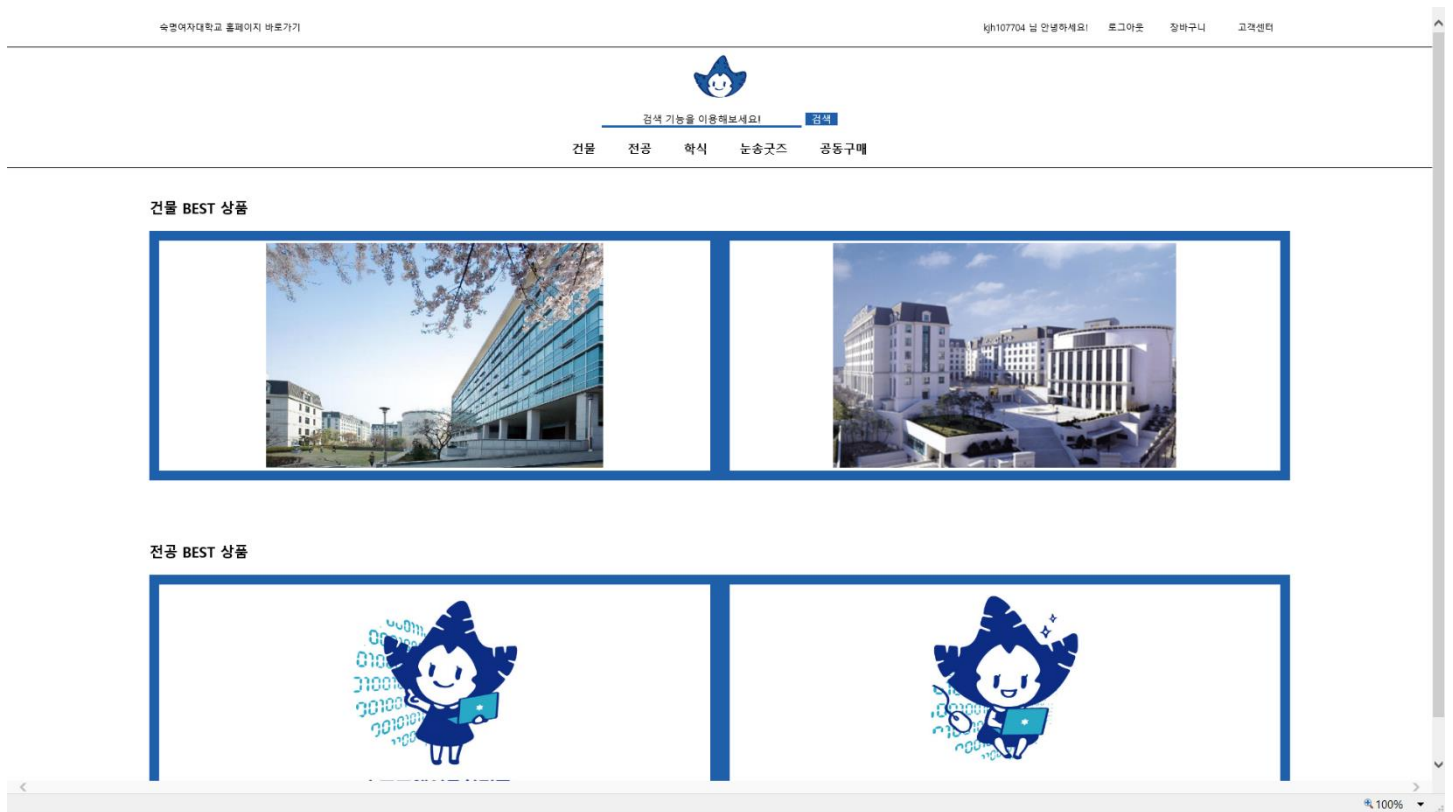 숙명여자대학교 홈페이지 바로가기
kjh107704 님 안녕하세요! 로그아웃 장바구니 고객센터
검색 기능을 이용해보세요! 검색
건물 전공 학식 눈송굿즈 공동구매
건물 BEST 상품
전공 BEST 상품
100%